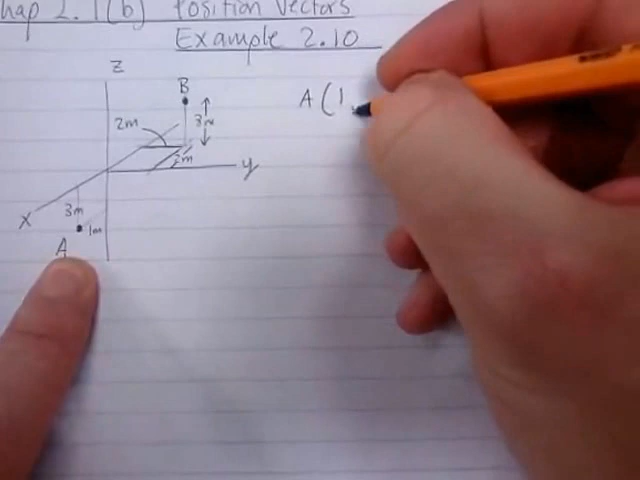 hap 2.1(b) Position Vectors
Example 2.10
z
B
A (1,
2m
3m
2m
y
x
3m
1m
A